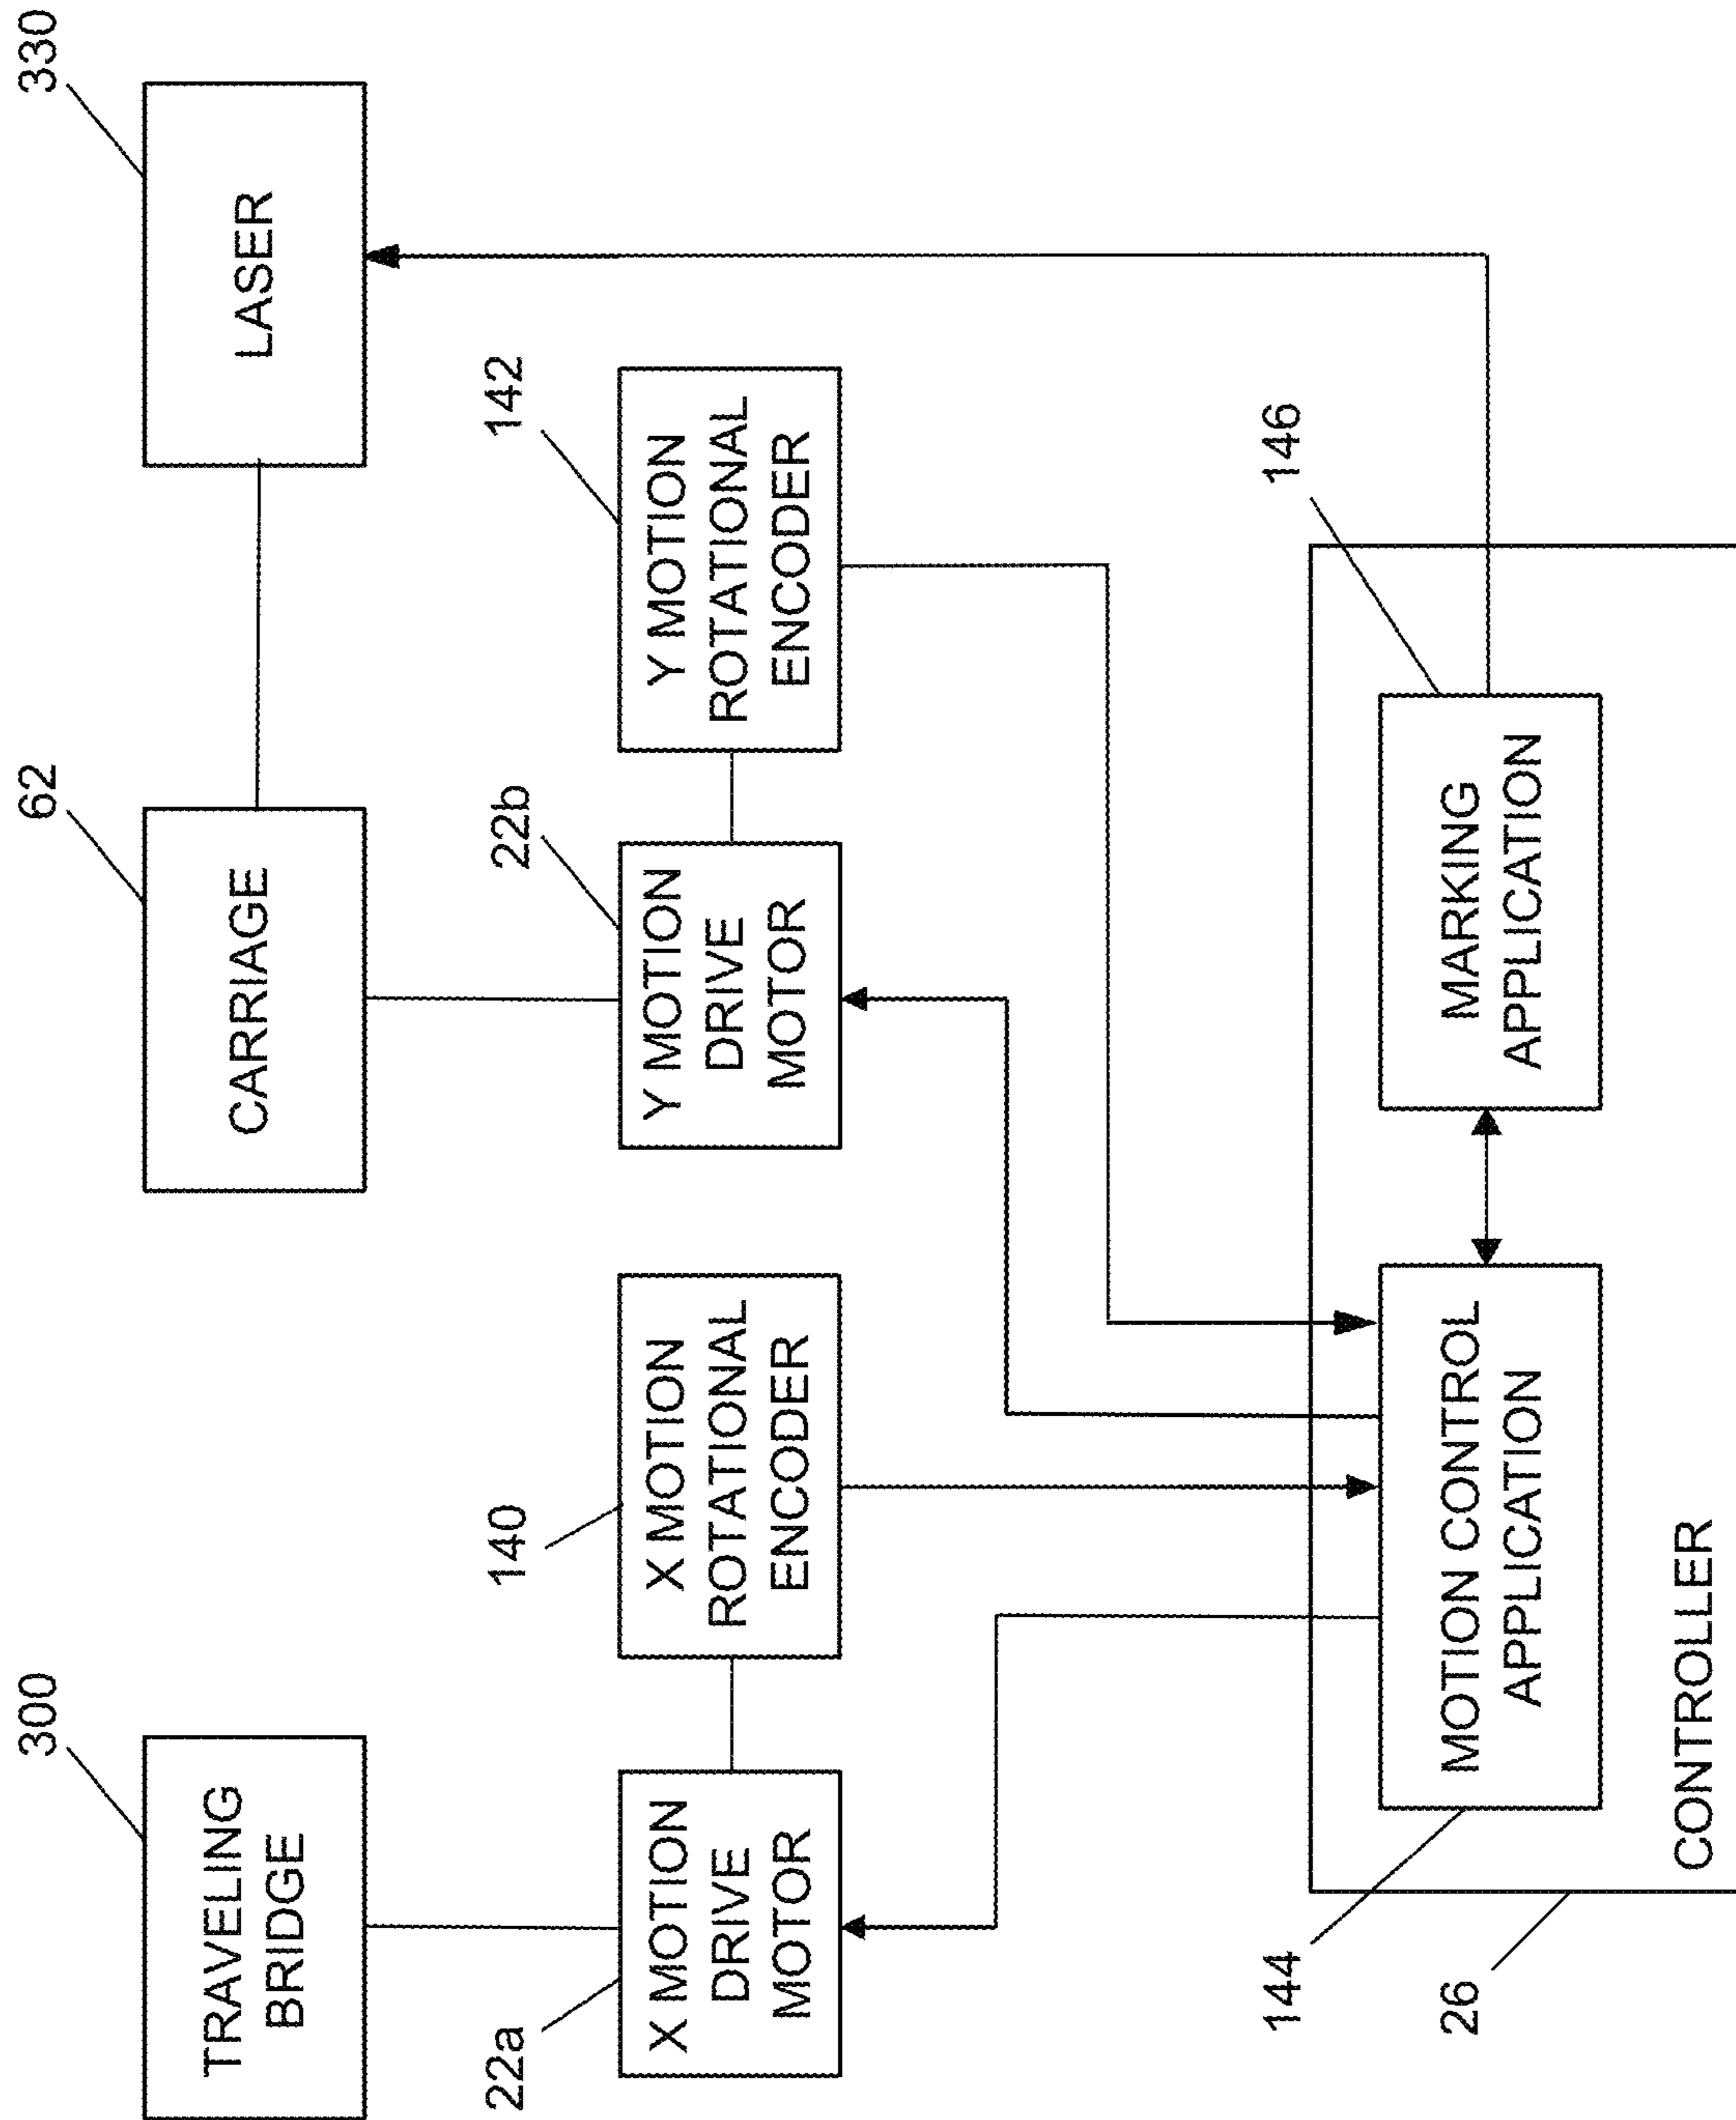 300
62
330
TRAVELING
BRIDGE
CARRIAGE
LASER
22a
140
22b
142
X MOTION
DRIVE
MOTOR
X MOTION
ROTATIONAL
ENCODER
Y MOTION
DRIVE
MOTOR
Y MOTION
ROTATIONAL
ENCODER
144
146
MOTION CONTROL
APPLICATION
MARKING
APPLICATION
26
CONTROLLER